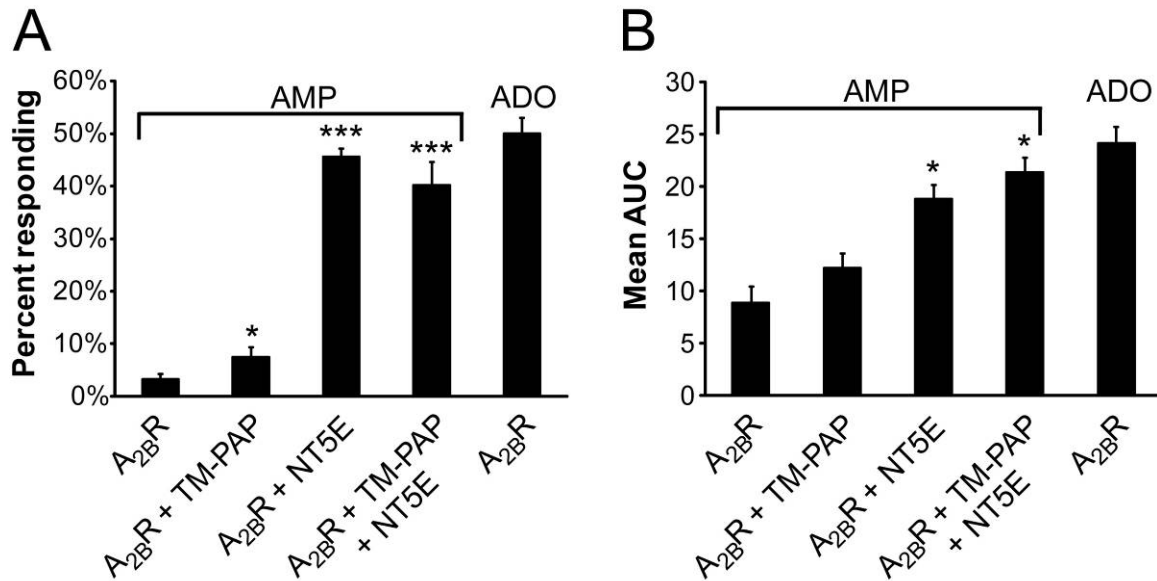 A
Percent responding
60%
50%
40%
30%
20%
10%
0%
AMP
ADO
*
***
***
A2BR
A2BR + TM-PAP
A2BR + NT5E
A2BR + TM-PAP
+ NT5E
A2BR
B
Mean AUC
30
25
20
15
10
5
0
AMP
ADO
*
*
A2BR
A2BR + TM-PAP
A2BR + NT5E
A2BR + TM-PAP
+ NT5E
A2BR